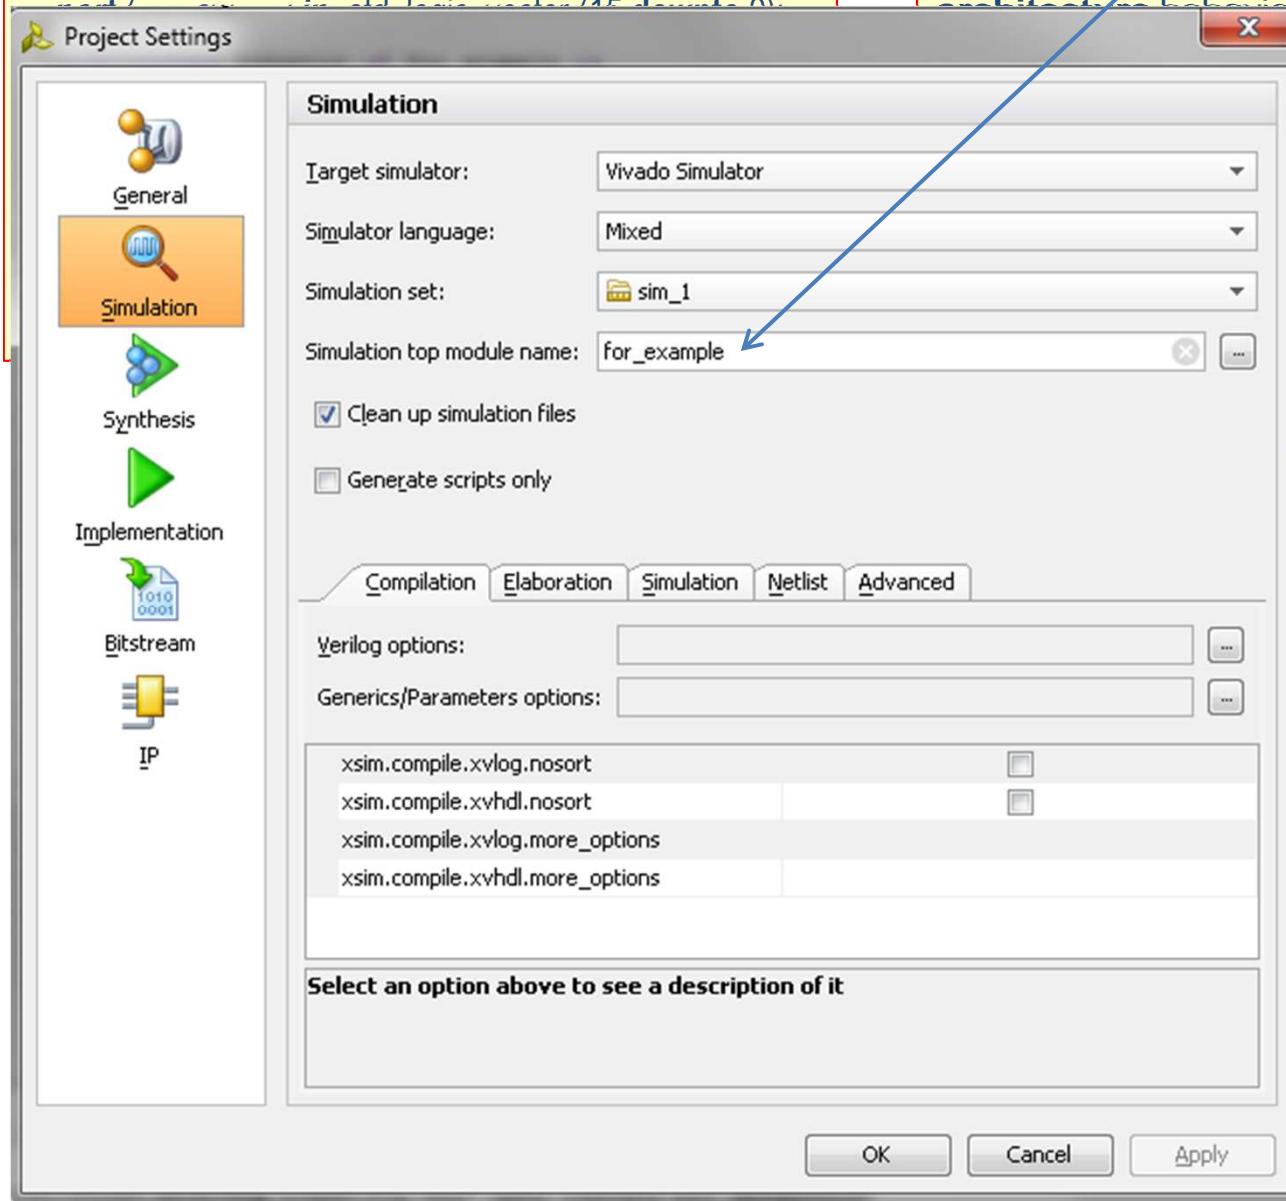 Project Settings
General
Simulation
Synthesis
Implementation
Bitstream
IP
Simulation
Target simulator: Vivado Simulator
Simulator language: Mixed
Simulation set: sim_1
Simulation top module name: for_example ...
Clean up simulation files
Generate scripts only
Compilation Elaboration Simulation Netlist Advanced
Verilog options: ...
Generics/Parameters options: ...
xsim.compile.xvlog.nosort
xsim.compile.xvhdl.nosort
xsim.compile.xvlog.more_options
xsim.compile.xvhdl.more_options
Select an option above to see a description of it
OK Cancel Apply